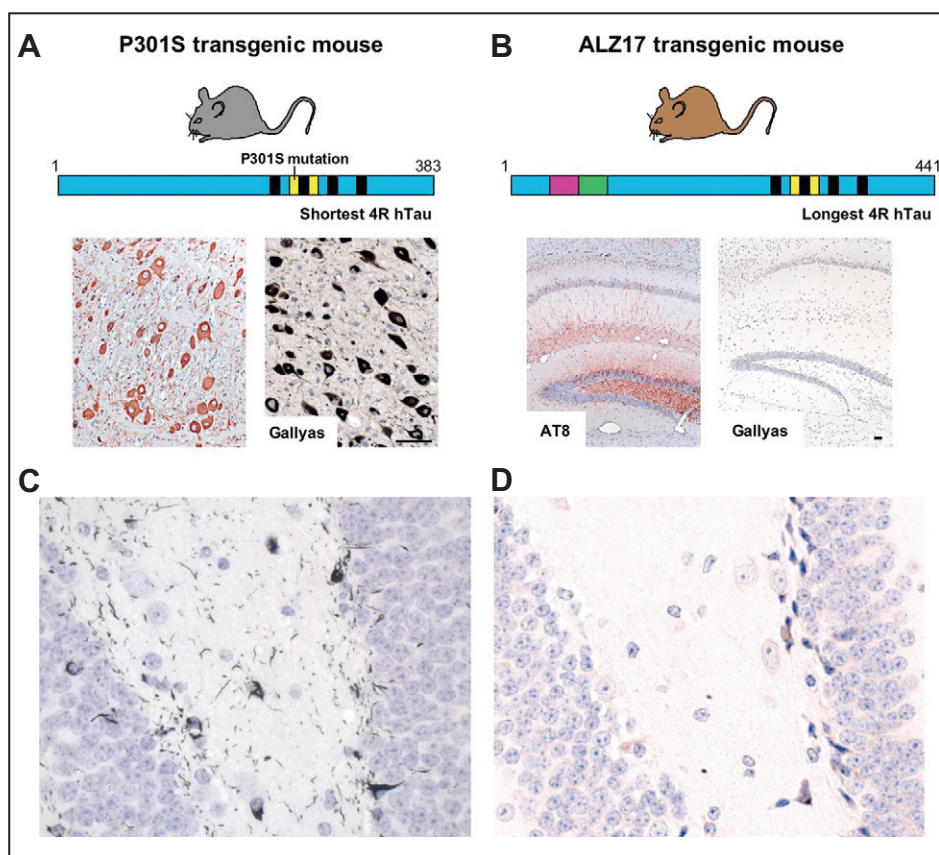 A
P301S transgenic mouse
P301S mutation
1
383
Shortest 4R hTau
Gallyas
B
ALZ17 transgenic mouse
1
441
Longest 4R hTau
AT8
Gallyas
C
D